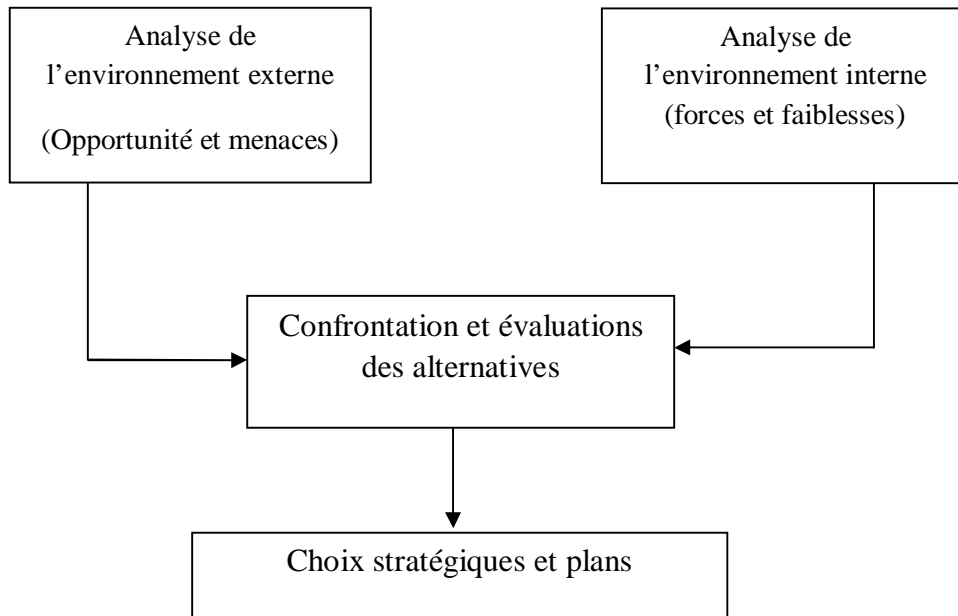 Analyse de
l’environnement externe
(Opportunité et menaces)
Analyse de
l’environnement interne
(forces et faiblesses)
Confrontation et évaluations
des alternatives
Choix stratégiques et plans